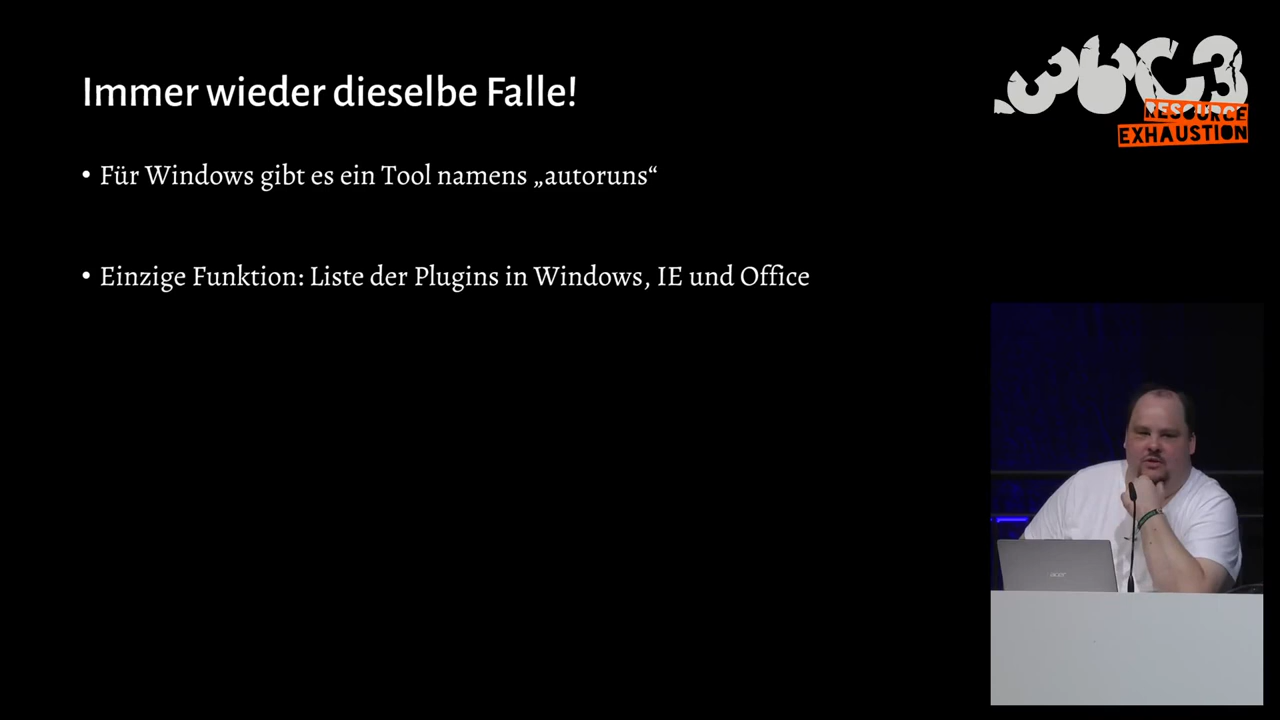 Immer wieder dieselbe Falle!
36C3
RESOURCE
EXHAUSTION
• Für Windows gibt es ein Tool namens „autoruns“
• Einzige Funktion: Liste der Plugins in Windows, IE und Office
acer